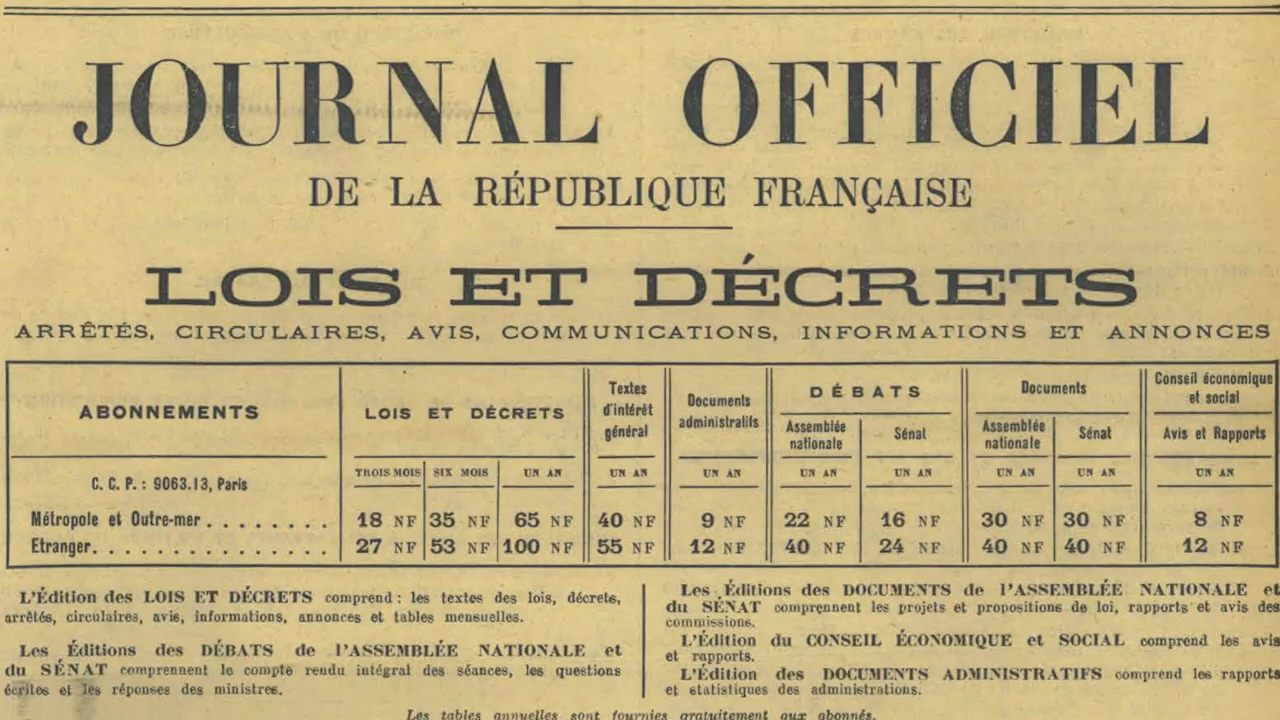 JOURNAL OFFICIEL
DE LA RÉPUBLIQUE FRANÇAISE
LOIS ET DÉCRETS
ARRÊTÉS, CIRCULAIRES, AVIS, COMMUNICATIONS, INFORMATIONS ET ANNONCES
ABONNEMENTS
C. C. P. : 9063.13, Paris
LOIS ET DÉCRETS
TROIS MOIS SIX MOIS UN AN
Textes
d'intérêt
général
UN AN
Documents
administratifs
UN AN
DÉBATS
Assemblée
nationale
Sénat
UN AN UN AN
Documents
Assemblée
nationale
Sénat
UN AN UN AN
Conseil économique
et social
Avis et Rapports
UN AN
Métropole et Outre-mer . . . . . . . . 18 NF 35 NF 65 NF 40 NF 9 NF 22 NF 16 NF 30 NF 30 NF 8 NF
Etranger. . . . . . . . . . . . . . . 27 NF 53 NF 100 NF 55 NF 12 NF 40 NF 24 NF 40 NF 40 NF 12 NF
L'Édition des LOIS ET DÉCRETS comprend : les textes des lois, décrets,
arrêtés, circulaires, avis, informations, annonces et tables mensuelles.
Les Éditions des DÉBATS de l'ASSEMBLÉE NATIONALE et
du SÉNAT comprennent le compte rendu intégral des séances, les questions
écrites et les réponses des ministres.
Les Éditions des DOCUMENTS de l'ASSEMBLÉE NATIONALE et
du SÉNAT comprennent les projets et propositions de loi, rapports et avis des
commissions.
L'Édition du CONSEIL ÉCONOMIQUE et SOCIAL comprend les avis
et rapports.
L'Édition des DOCUMENTS ADMINISTRATIFS comprend les rapports
et statistiques des administrations.
Les tables annuelles sont fournies gratuitement aux abonnés.